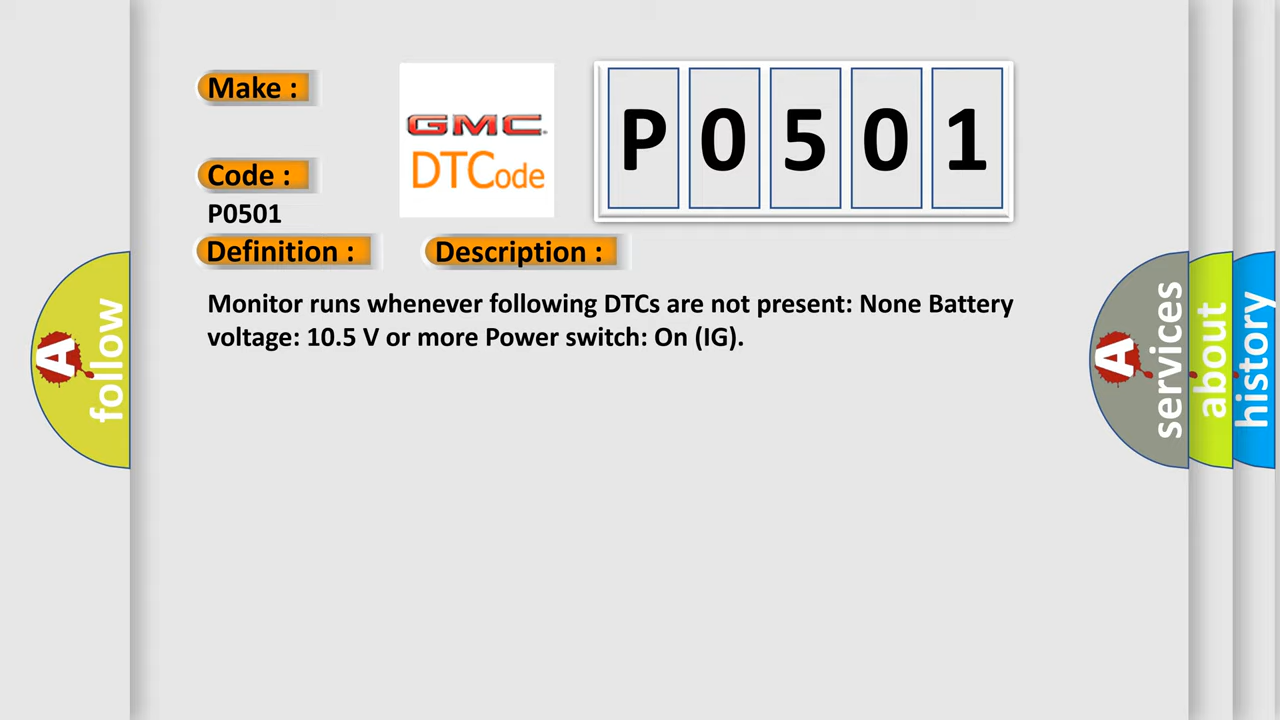 Make :
GMC
DTCode
P0501
Code :
P0501
Definition :
Description :
Monitor runs whenever following DTCs are not present: None Battery
voltage: 10.5 V or more Power switch: On (IG).
A
follow
A
services
about
history